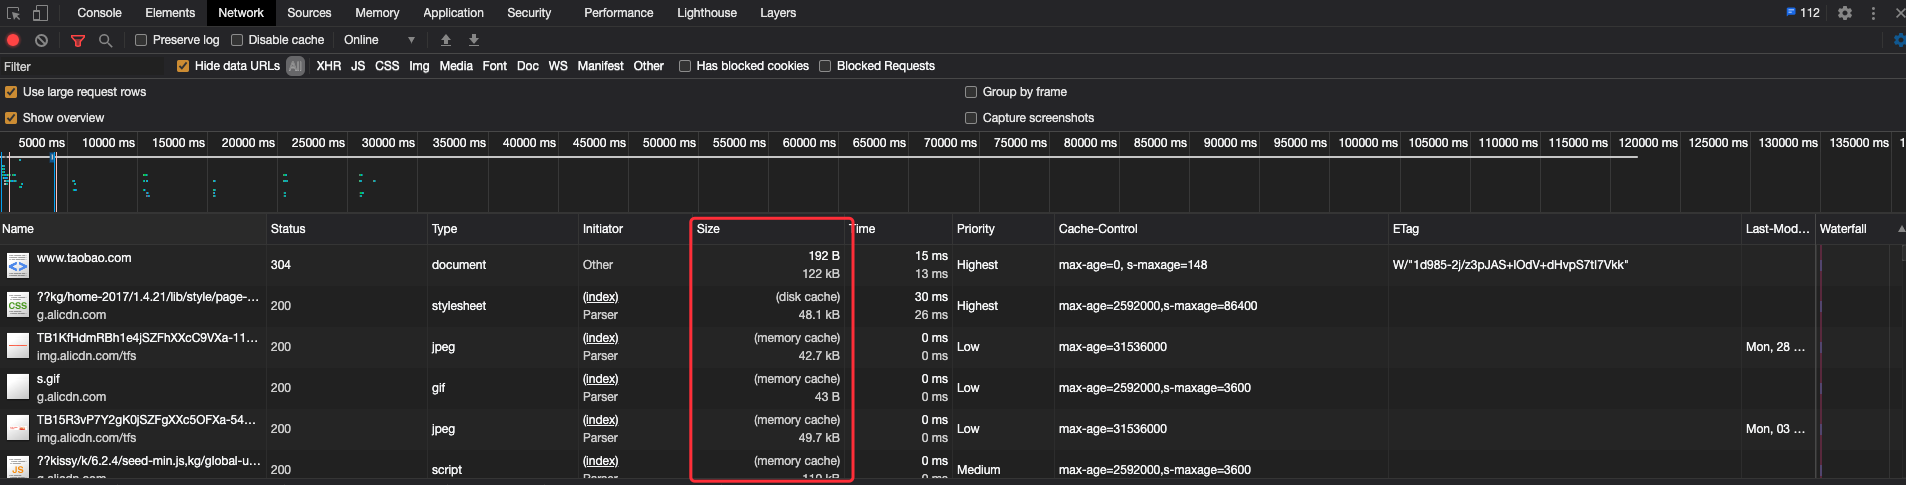 Console Elements Network Sources Memory Application Security Performance Lighthouse Layers 112
Preserve log Disable cache Online
Filter Hide data URLs All XHR JS CSS Img Media Font Doc WS Manifest Other Has blocked cookies Blocked Requests
Use large request rows Group by frame
Show overview Capture screenshots
5000 ms 10000 ms 15000 ms 20000 ms 25000 ms 30000 ms 35000 ms 40000 ms 45000 ms 50000 ms 55000 ms 60000 ms 65000 ms 70000 ms 75000 ms 80000 ms 85000 ms 90000 ms 95000 ms 100000 ms 105000 ms 110000 ms 115000 ms 120000 ms 125000 ms 130000 ms 135000 ms 1
Name Status Type Initiator Size Time Priority Cache-Control ETag Last-Mod... Waterfall
www.taobao.com 192 B 15 ms
304 document Other Highest max-age=0, s-maxage=148 W/"1d985-2j/z3pJAS+IOdV+dHvpS7tI7Vkk"
122 kB 13 ms
??kg/home-2017/1.4.21/lib/style/page-... (index) (disk cache) 30 ms
CSS 200 stylesheet Highest max-age=2592000,s-maxage=86400
g.alicdn.com Parser 48.1 kB 26 ms
TB1KfHdmRBh1e4jSZFhXXcC9VXa-11... (index) (memory cache) 0 ms
200 jpeg Low max-age=31536000 Mon, 28 ...
img.alicdn.com/tfs Parser 42.7 kB 0 ms
s.gif (index) (memory cache) 0 ms
200 gif Low max-age=2592000,s-maxage=3600
g.alicdn.com Parser 43 B 0 ms
TB15R3vP7Y2gK0jSZFgXXc5OFXa-54... (index) (memory cache) 0 ms
200 jpeg Low max-age=31536000 Mon, 03 ...
img.alicdn.com/tfs Parser 49.7 kB 0 ms
??kissy/k/6.2.4/seed-min.js,kg/global-u... (index) (memory cache) 0 ms
JS 200 script Medium max-age=2592000,s-maxage=3600